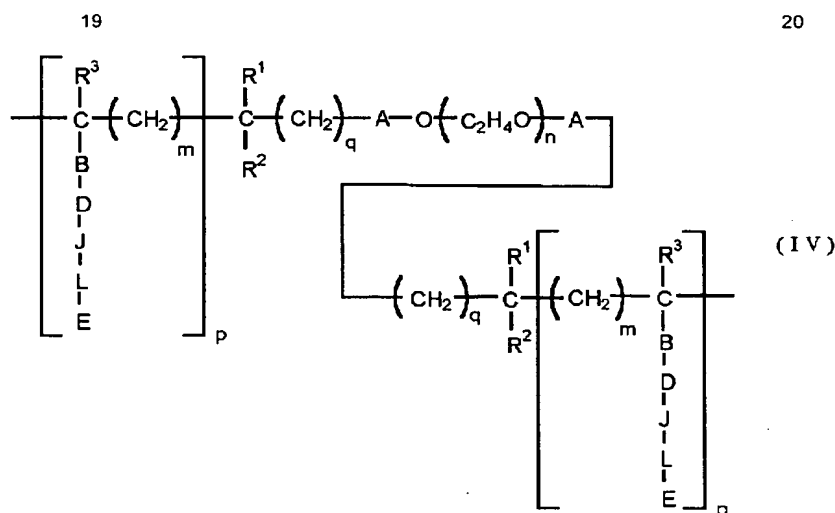 19 20
R³ R¹
C (CH₂)m C (CH₂)q A O (C₂H₄O)n A
B R²
D
J
L
E
p
(IV)
R¹ R³
(CH₂)q C (CH₂)m C
R² B
D
J
L
E
p